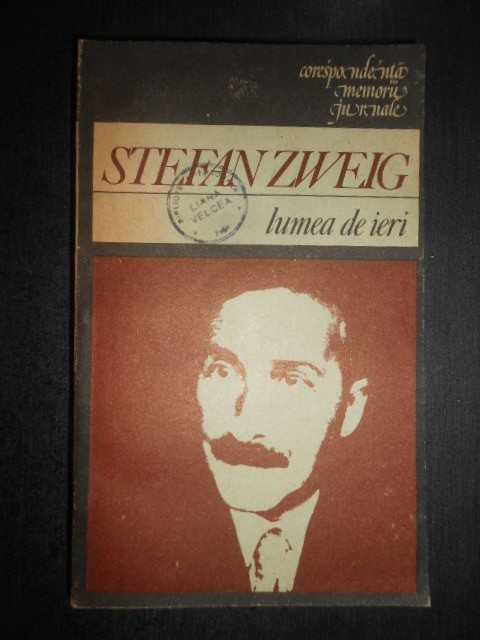 corespondență
memorii
jurnale
STEFAN ZWEIG
LIANA
VELCEA
lumea de ieri